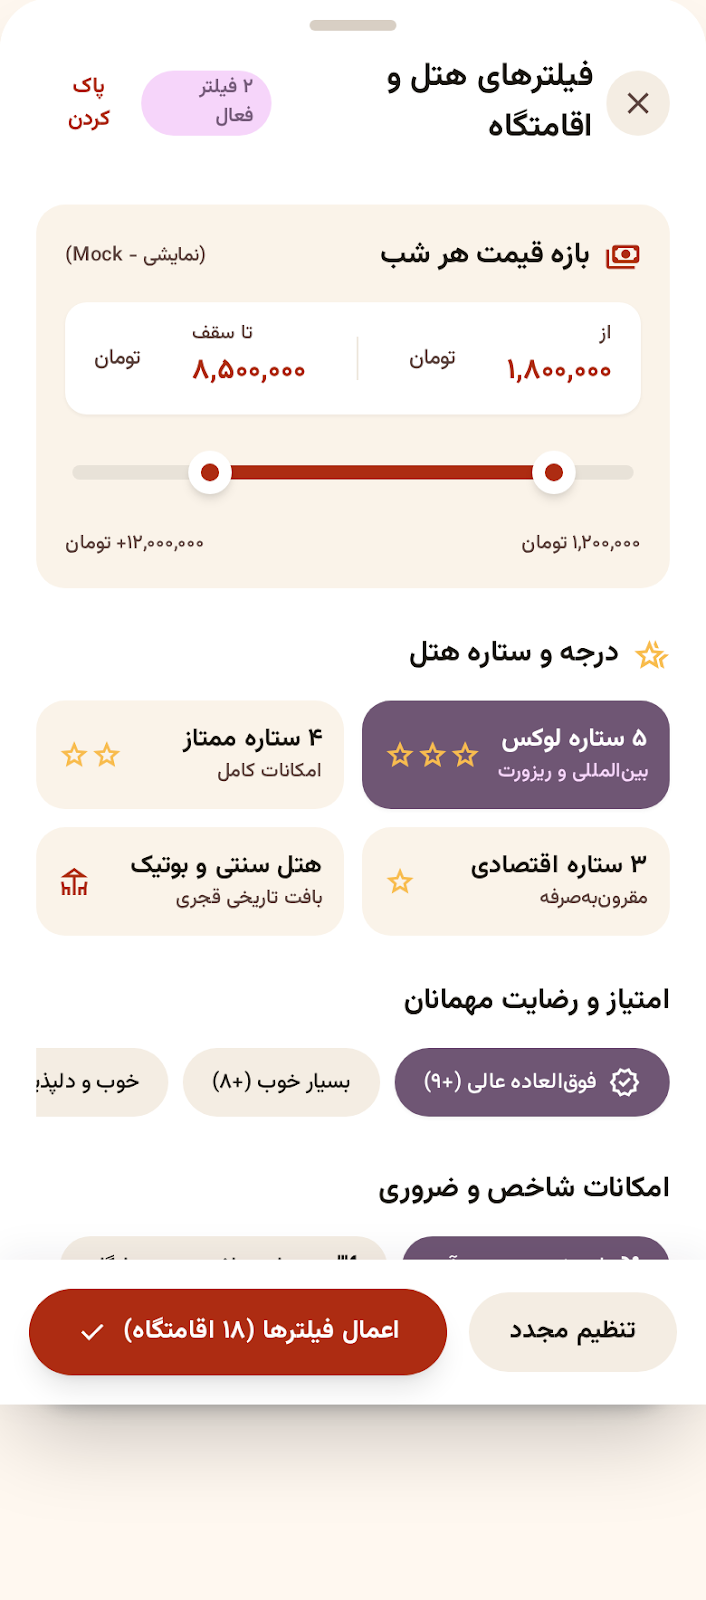 فیلترهای هتل و
اقامتگاه
۲ فیلتر
فعال
پاک
کردن
بازه قیمت هر شب
(نمایشی - Mock)
از
۱,۸۰۰,۰۰۰
تومان
تا سقف
۸,۵۰۰,۰۰۰
تومان
۱,۲۰۰,۰۰۰ تومان
۱۲,۰۰۰,۰۰۰+ تومان
درجه و ستاره هتل
۵ ستاره لوکس
بین‌المللی و ریزورت
۴ ستاره ممتاز
امکانات کامل
۳ ستاره اقتصادی
مقرون‌به‌صرفه
هتل سنتی و بوتیک
بافت تاریخی قجری
امتیاز و رضایت مهمانان
فوق‌العاده عالی (+۹)
بسیار خوب (+۸)
خوب و دلپذی
امکانات شاخص و ضروری
تنظیم مجدد
اعمال فیلترها (۱۸ اقامتگاه)